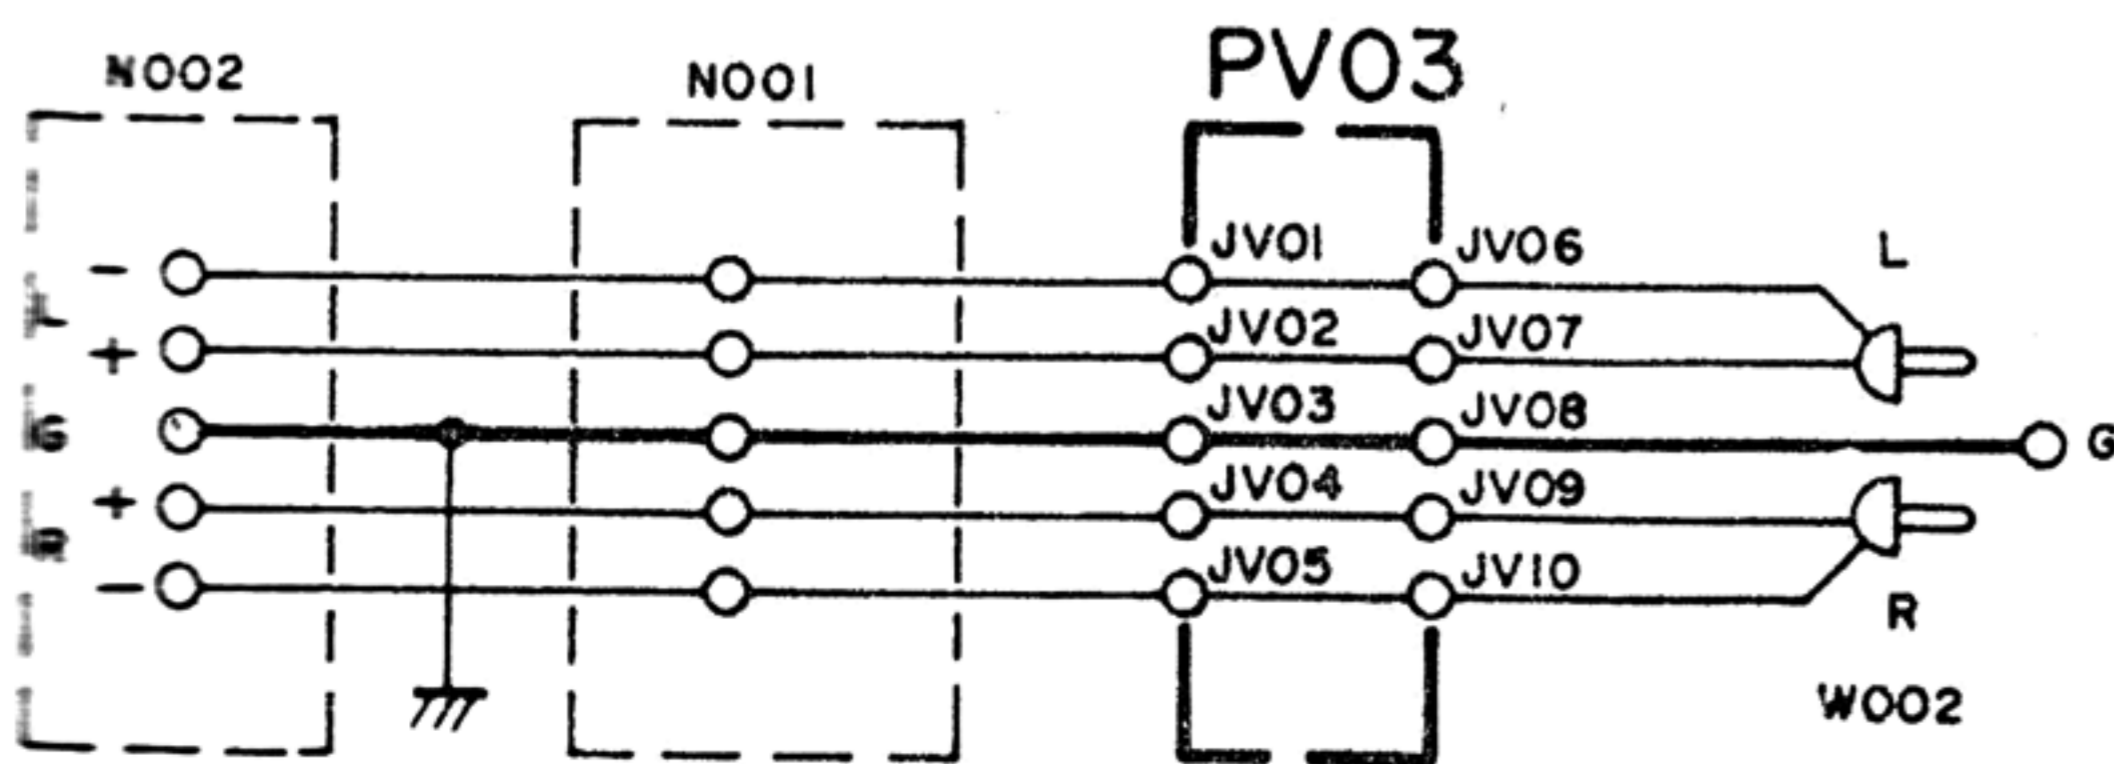 N002
N001
PV03
- JV01 JV06 L
L
+ JV02 JV07
G JV03 JV08 G
+ JV04 JV09
R
- JV05 JV10 R
W002